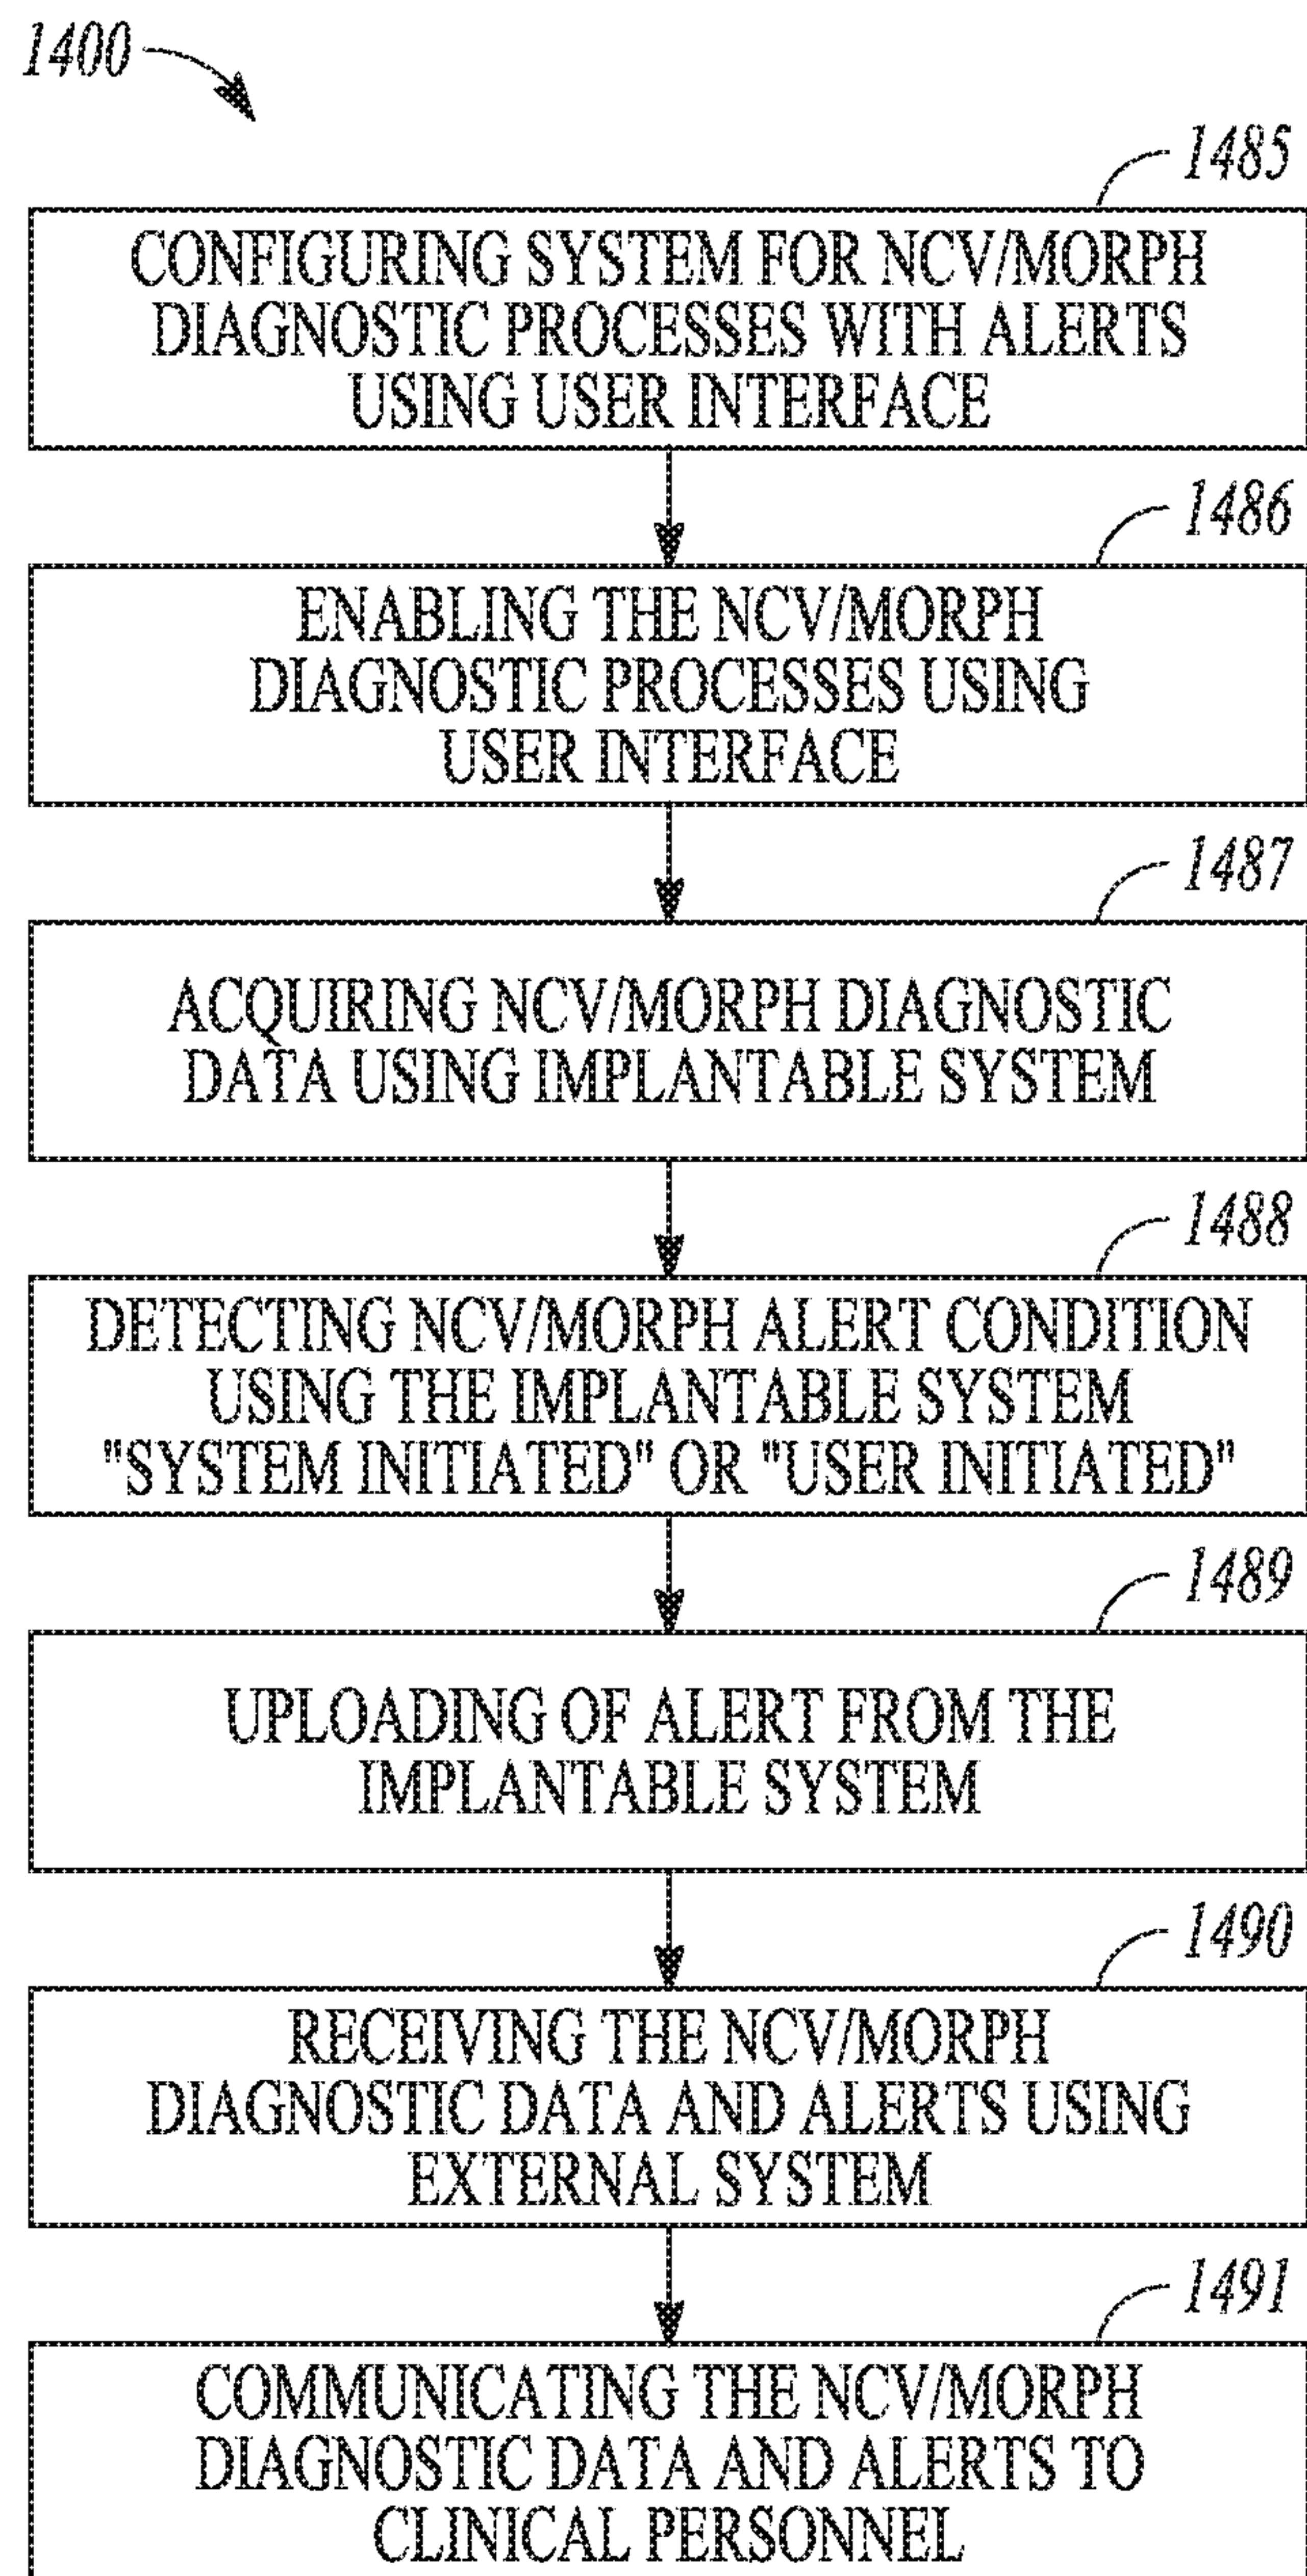 1400
1485
CONFIGURING SYSTEM FOR NCV/MORPH
DIAGNOSTIC PROCESSES WITH ALERTS
USING USER INTERFACE
1486
ENABLING THE NCV/MORPH
DIAGNOSTIC PROCESSES USING
USER INTERFACE
1487
ACQUIRING NCV/MORPH DIAGNOSTIC
DATA USING IMPLANTABLE SYSTEM
1488
DETECTING NCV/MORPH ALERT CONDITION
USING THE IMPLANTABLE SYSTEM
"SYSTEM INITIATED" OR "USER INITIATED"
1489
UPLOADING OF ALERT FROM THE
IMPLANTABLE SYSTEM
1490
RECEIVING THE NCV/MORPH
DIAGNOSTIC DATA AND ALERTS USING
EXTERNAL SYSTEM
1491
COMMUNICATING THE NCV/MORPH
DIAGNOSTIC DATA AND ALERTS TO
CLINICAL PERSONNEL